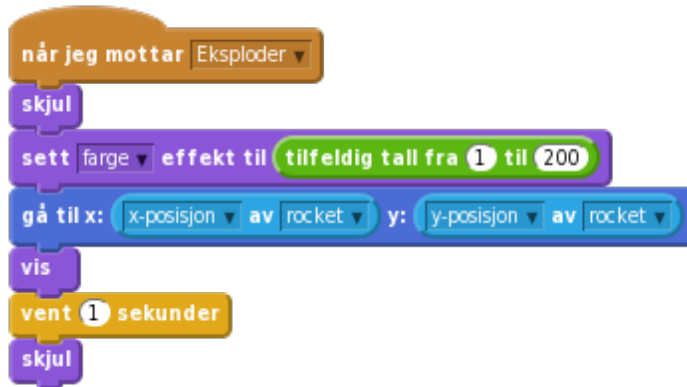 når jeg mottar Eksploder
skjul
sett farge effekt til tilfeldig tall fra 1 til 200
gå til x: x-posisjon av rocket y: y-posisjon av rocket
vis
vent 1 sekunder
skjul